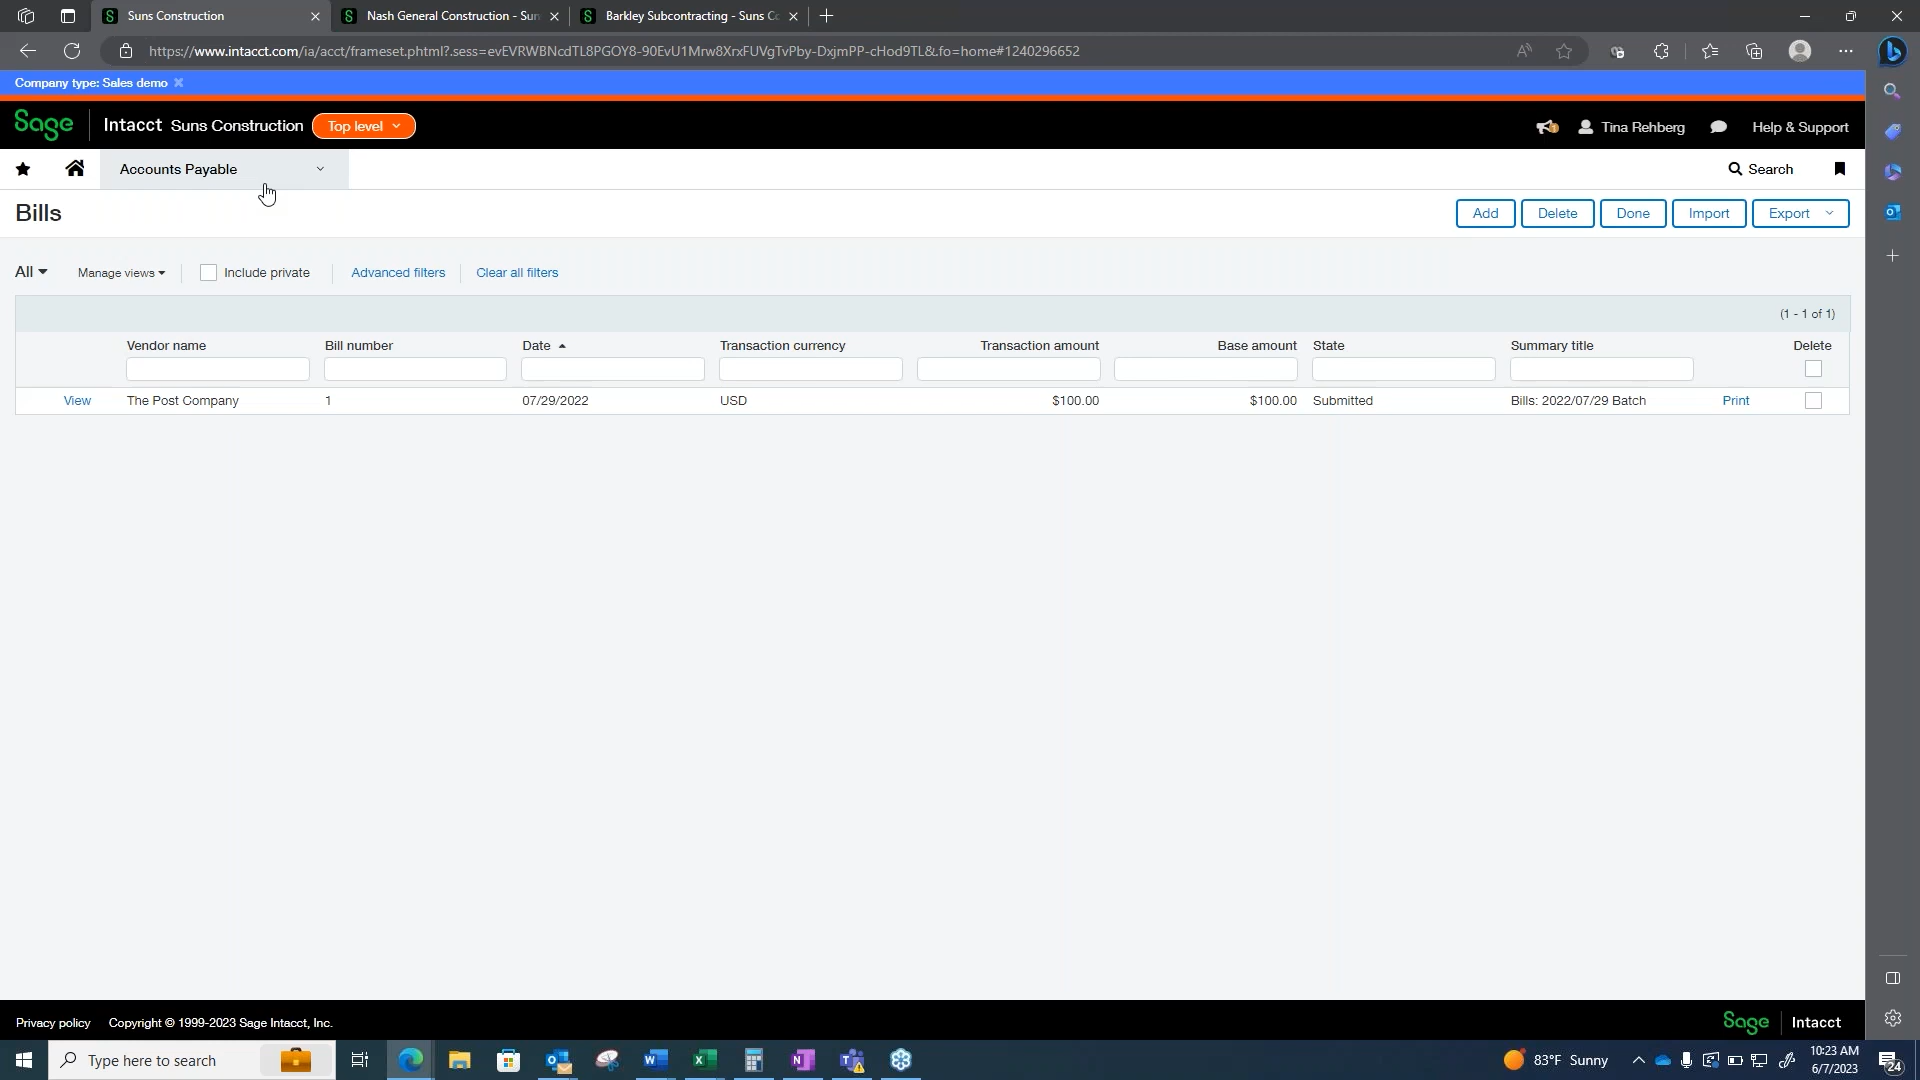 Suns Construction
Nash General Construction - Sun
Barkley Subcontracting - Suns Co
https://www.intacct.com/ia/acct/frameset.phtml?.sess=evEVRWBNcdTL8PGOY8-90EvU1Mrw8XrxFUVgTvPby-DxjmPP-cHod9TL&.fo=home#1240296652
Company type: Sales demo
Sage Intacct Suns Construction Top level
1 Tina Rehberg Help & Support
Accounts Payable Search
Bills Add Delete Done Import Export
All Manage views Include private Advanced filters Clear all filters
(1 - 1 of 1)
Vendor name Bill number Date Transaction currency Transaction amount Base amount State Summary title Delete
View The Post Company 1 07/29/2022 USD $100.00 $100.00 Submitted Bills: 2022/07/29 Batch Print
Privacy policy Copyright © 1999-2023 Sage Intacct, Inc. Sage Intacct
Type here to search 83°F Sunny 10:23 AM
6/7/2023
24